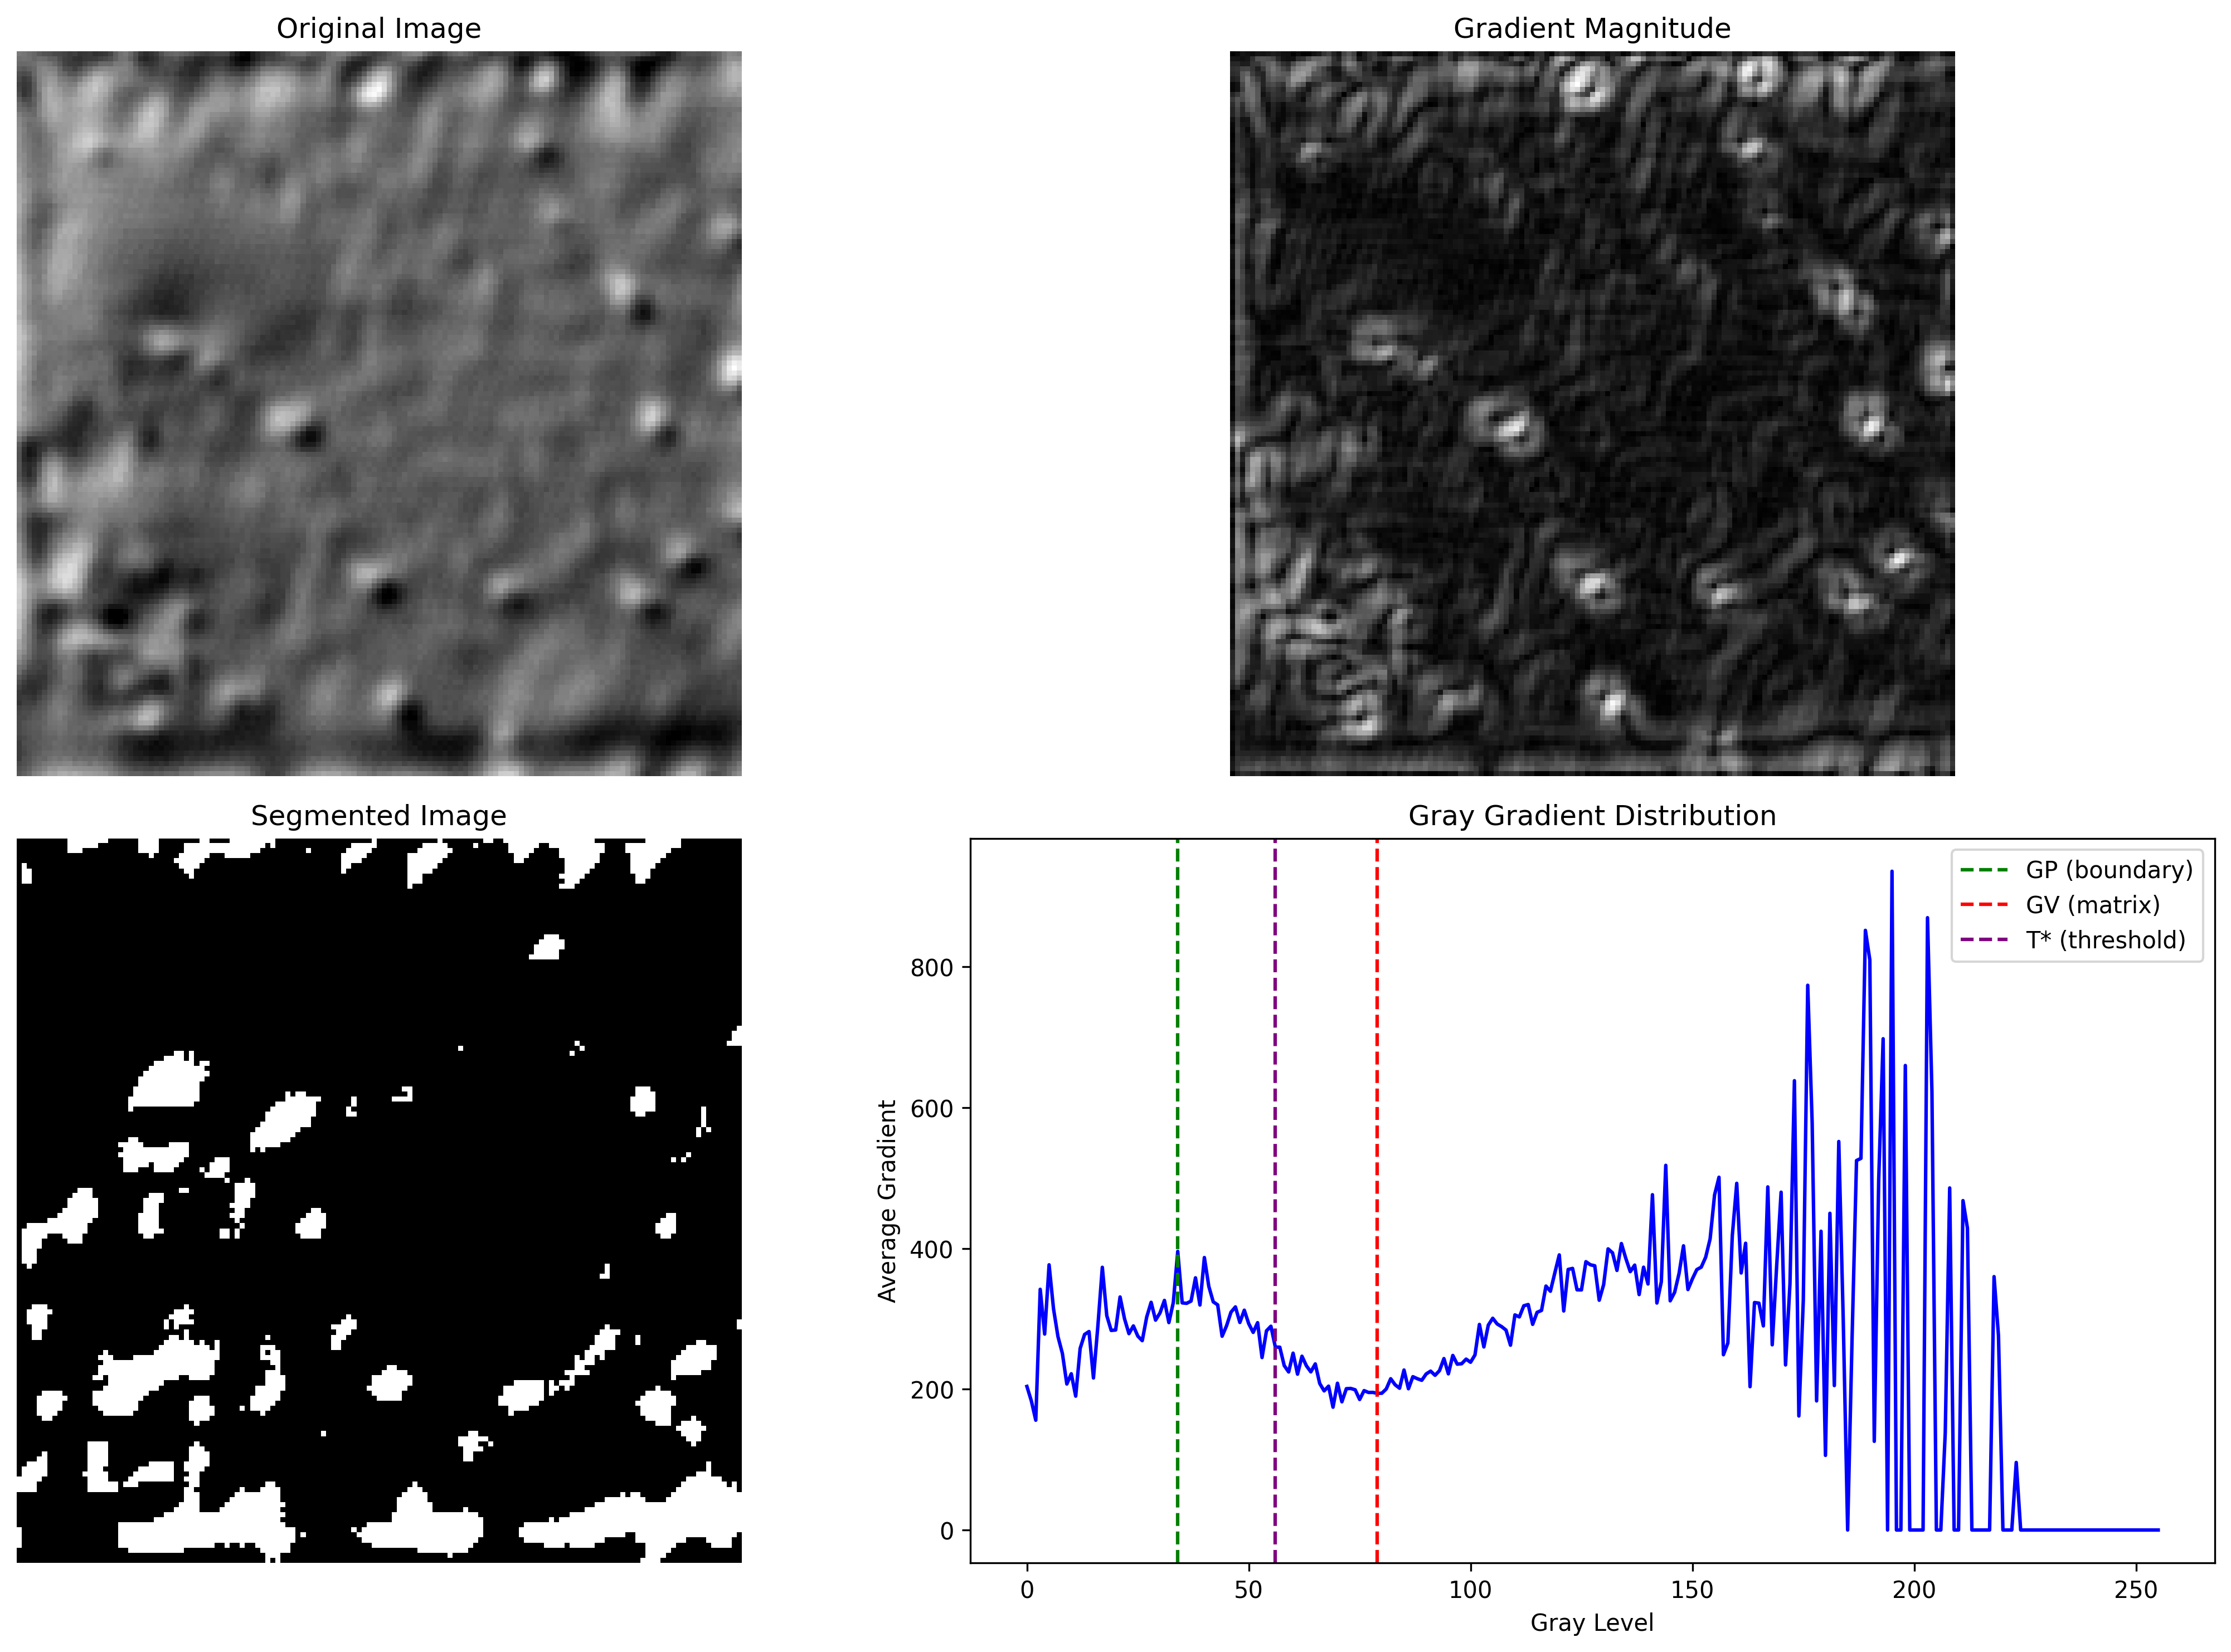 Original Image
Gradient Magnitude
Segmented Image
Gray Gradient Distribution
GP (boundary)
GV (matrix)
T* (threshold)
Average Gradient
800
600
400
200
0
0 50 100 150 200 250
Gray Level